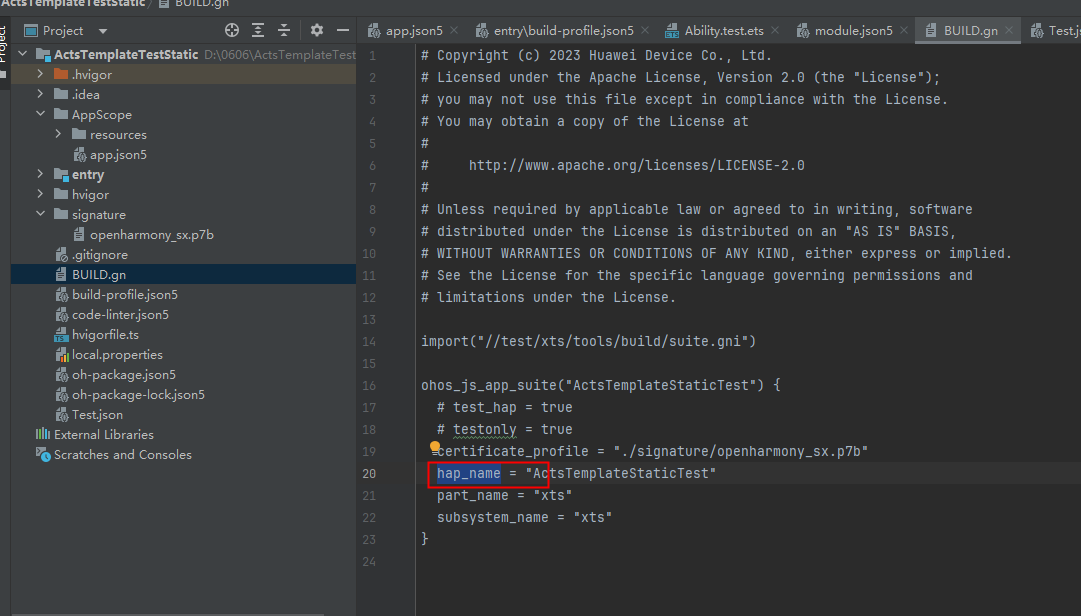 ActsTemplateTestStatic BUILD.gn
Project
Project
app.json5 entry\build-profile.json5 Ability.test.ets module.json5 BUILD.gn Test.j
ActsTemplateTestStatic D:\0606\ActsTemplateTest
.hvigor
.idea
AppScope
resources
app.json5
entry
hvigor
signature
openharmony_sx.p7b
.gitignore
BUILD.gn
build-profile.json5
code-linter.json5
hvigorfile.ts
local.properties
oh-package.json5
oh-package-lock.json5
Test.json
External Libraries
Scratches and Consoles
1 # Copyright (c) 2023 Huawei Device Co., Ltd.
2 # Licensed under the Apache License, Version 2.0 (the "License");
3 # you may not use this file except in compliance with the License.
4 # You may obtain a copy of the License at
5 #
6 #     http://www.apache.org/licenses/LICENSE-2.0
7 #
8 # Unless required by applicable law or agreed to in writing, software
9 # distributed under the License is distributed on an "AS IS" BASIS,
10 # WITHOUT WARRANTIES OR CONDITIONS OF ANY KIND, either express or implied.
11 # See the License for the specific language governing permissions and
12 # limitations under the License.
13
14 import("//test/xts/tools/build/suite.gni")
15
16 ohos_js_app_suite("ActsTemplateStaticTest") {
17   # test_hap = true
18   # testonly = true
19   certificate_profile = "./signature/openharmony_sx.p7b"
20   hap_name = "ActsTemplateStaticTest"
21   part_name = "xts"
22   subsystem_name = "xts"
23 }
24